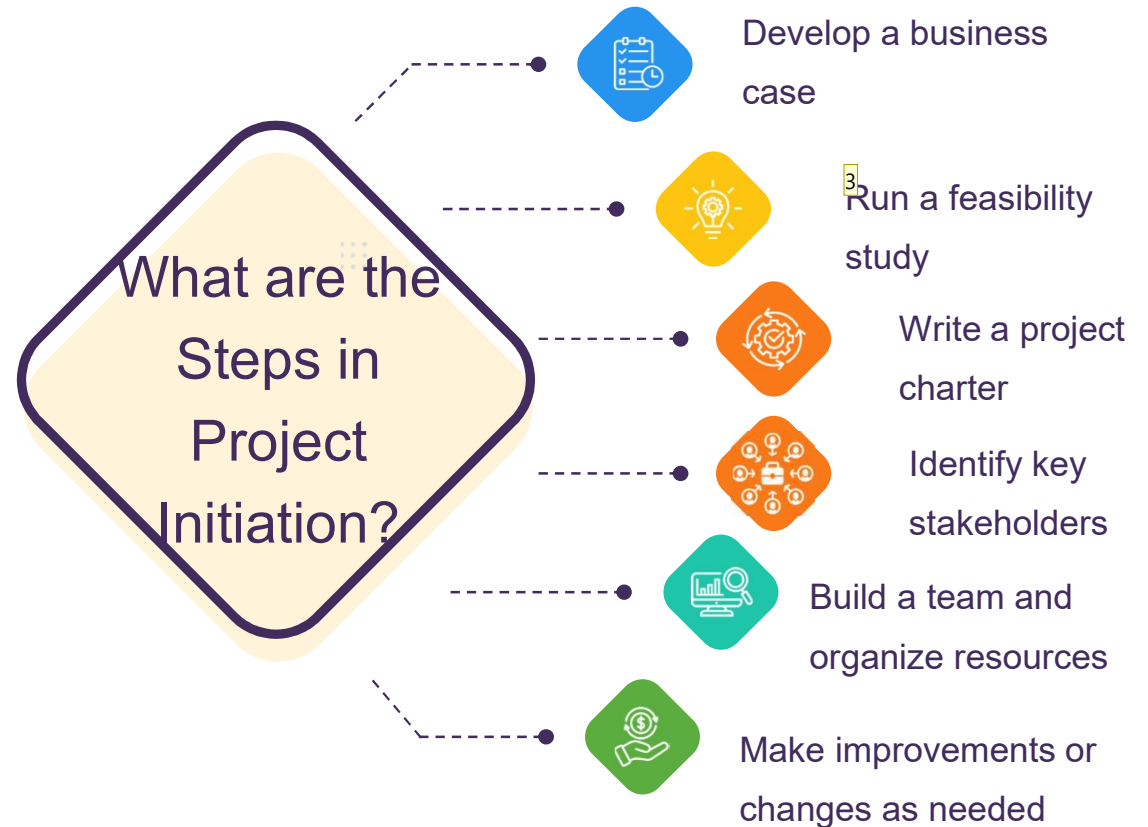 Develop a business
case
3
Run a feasibility
study
What are the
Steps in
Project
Initiation?
Write a project
charter
Identify key
stakeholders
Build a team and
organize resources
Make improvements or
changes as needed